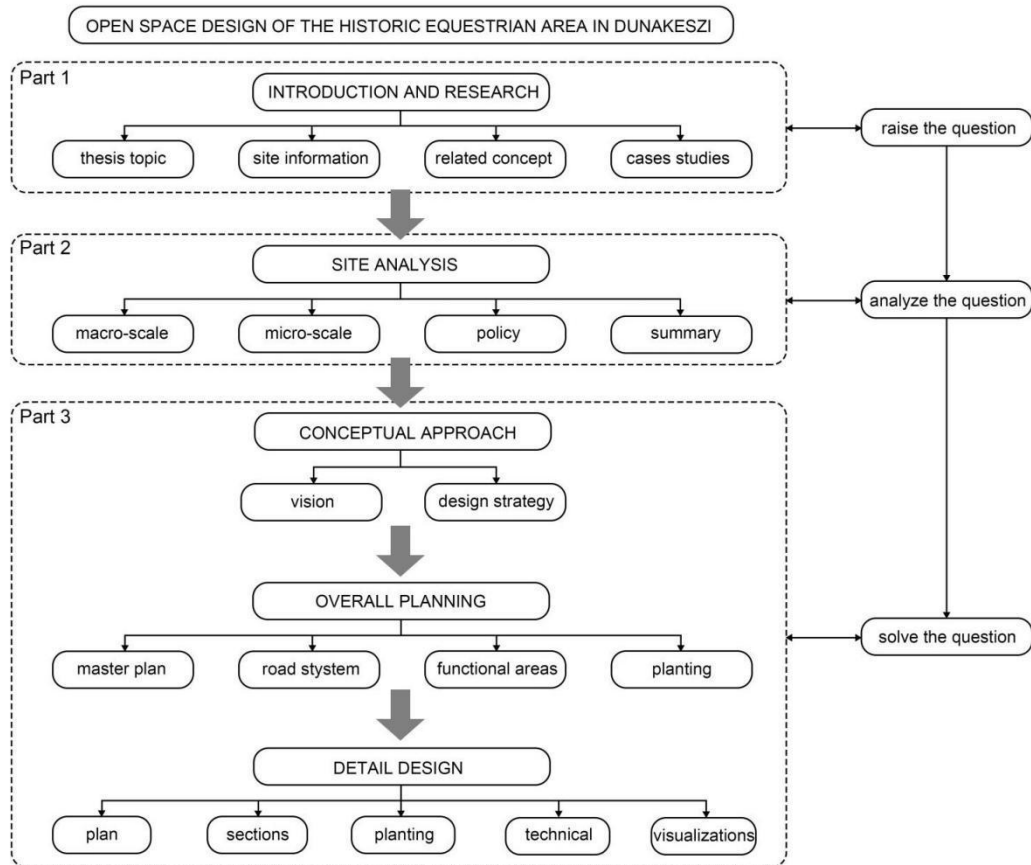 OPEN SPACE DESIGN OF THE HISTORIC EQUESTRIAN AREA IN DUNAKESZI
Part 1
INTRODUCTION AND RESEARCH
thesis topic
site information
related concept
cases studies
raise the question
Part 2
SITE ANALYSIS
macro-scale
micro-scale
policy
summary
analyze the question
Part 3
CONCEPTUAL APPROACH
vision
design strategy
OVERALL PLANNING
master plan
road stystem
functional areas
planting
solve the question
DETAIL DESIGN
plan
sections
planting
technical
visualizations